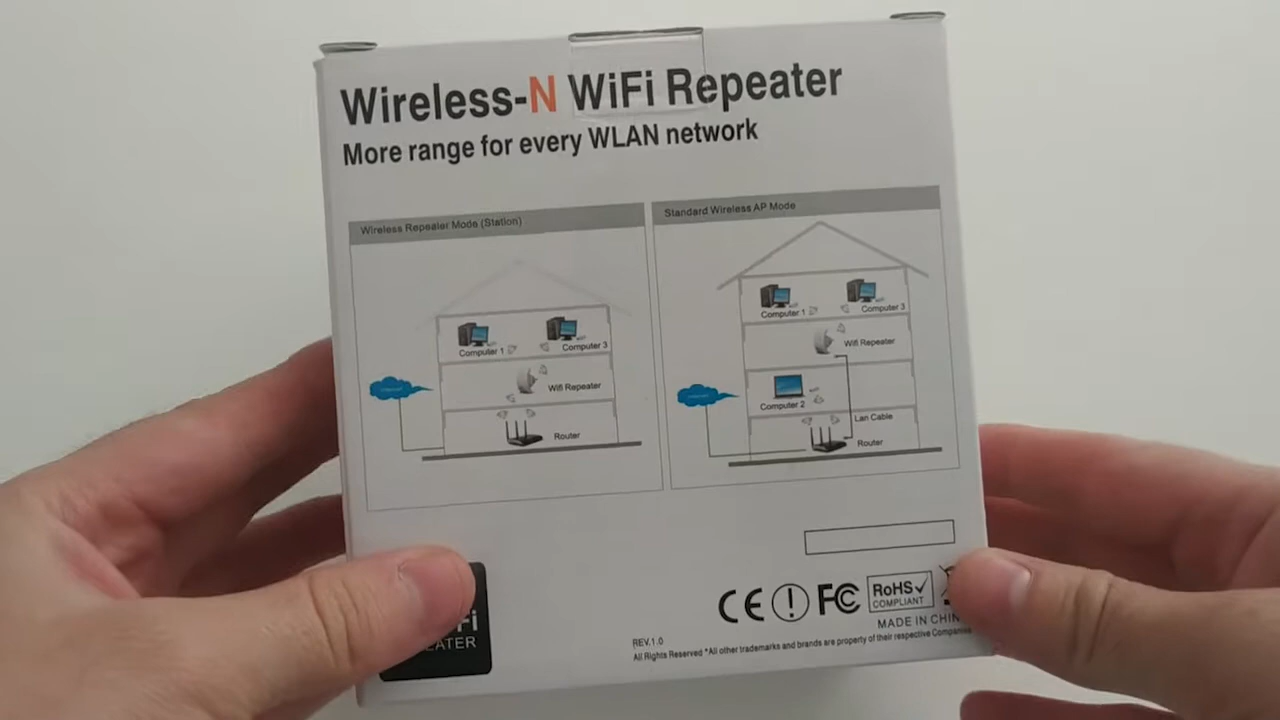 Wireless-N WiFi Repeater
More range for every WLAN network
Wireless Repeater Mode (Station)
Computer 1
Computer 3
Wifi Repeater
Router
Standard Wireless AP Mode
Computer 1
Computer 3
Wifi Repeater
Computer 2
Lan Cable
Router
CE FC RoHS✓
COMPLIANT
MADE IN CHIN
REV.1.0
All Rights Reserved *All other trademarks and brands are property of their respective Companie
Fi
EATER